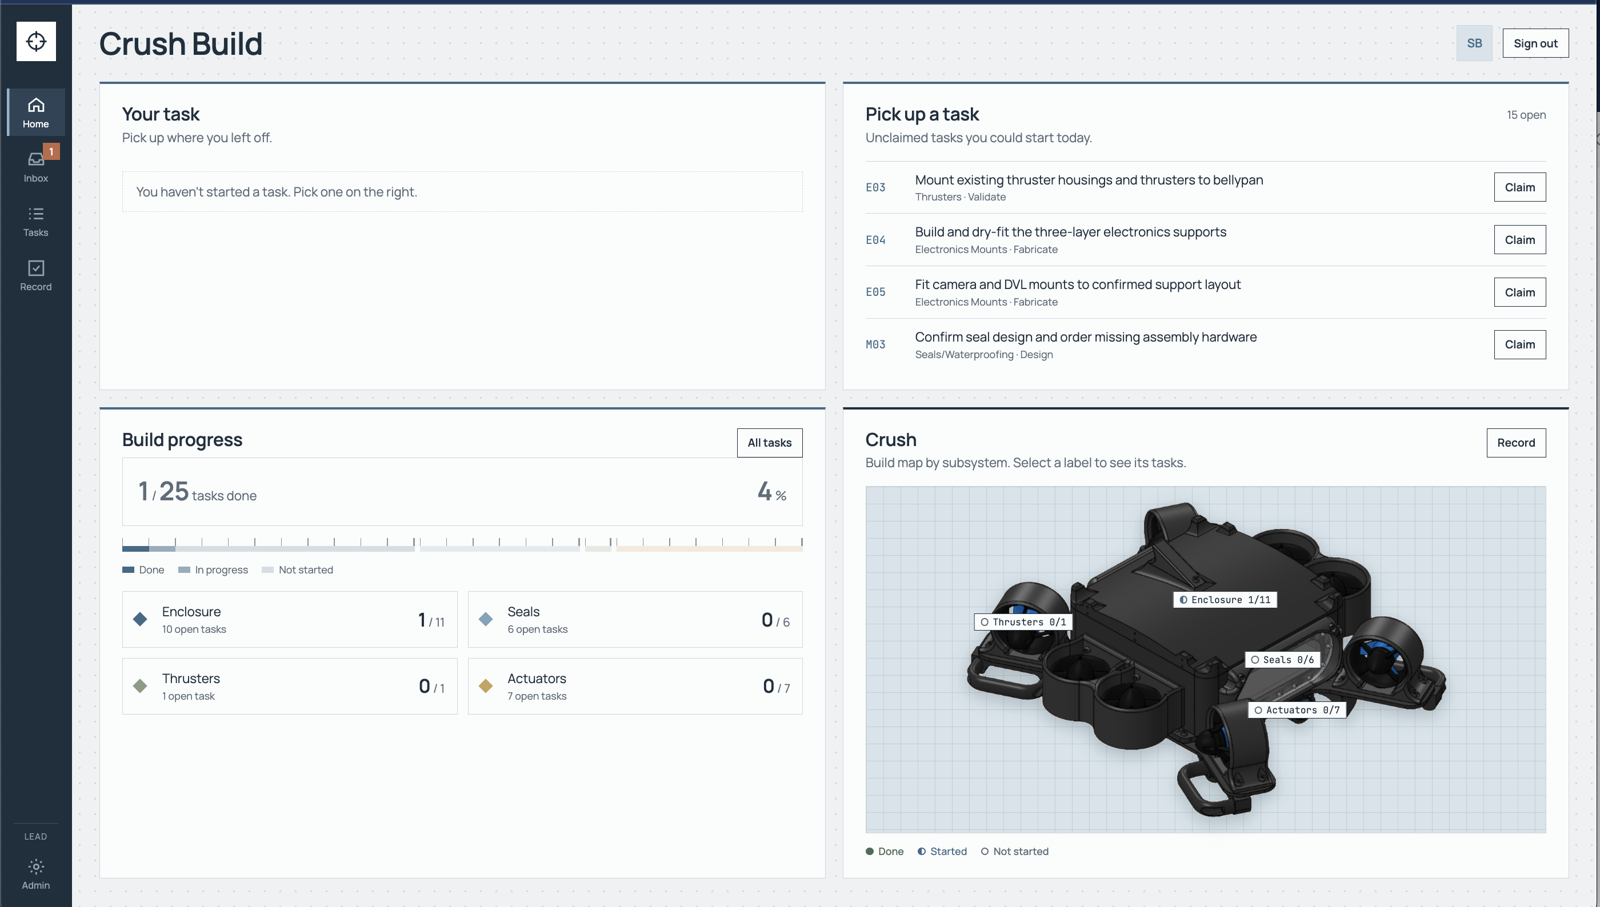 Crush Build
SB
Sign out
Home
1
Inbox
Tasks
Record
LEAD
Admin
Your task
Pick up where you left off.
You haven't started a task. Pick one on the right.
Pick up a task
15 open
Unclaimed tasks you could start today.
E03
Mount existing thruster housings and thrusters to bellypan
Thrusters · Validate
Claim
E04
Build and dry-fit the three-layer electronics supports
Electronics Mounts · Fabricate
Claim
E05
Fit camera and DVL mounts to confirmed support layout
Electronics Mounts · Fabricate
Claim
M03
Confirm seal design and order missing assembly hardware
Seals/Waterproofing · Design
Claim
Build progress
All tasks
1 / 25 tasks done
4 %
Done
In progress
Not started
Enclosure
10 open tasks
1 / 11
Seals
6 open tasks
0 / 6
Thrusters
1 open task
0 / 1
Actuators
7 open tasks
0 / 7
Crush
Record
Build map by subsystem. Select a label to see its tasks.
Enclosure 1/11
Thrusters 0/1
Seals 0/6
Actuators 0/7
Done
Started
Not started